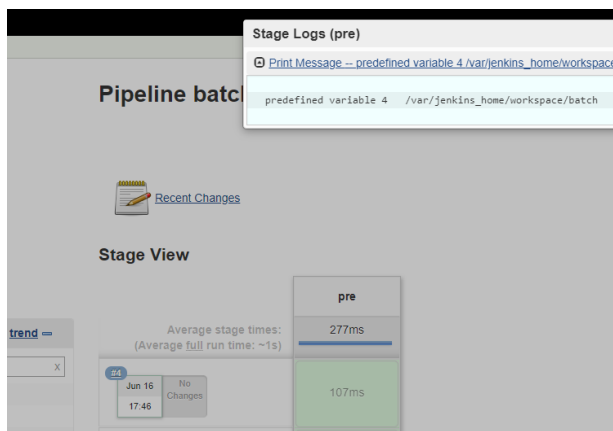 Stage Logs (pre)
Print Message -- predefined variable 4 /var/jenkins_home/workspace
predefined variable 4 /var/jenkins_home/workspace/batch
Pipeline batc
Recent Changes
Stage View
pre
trend
Average stage times:
277ms
(Average full run time: ~1s)
X
#4
Jun 16
No
Changes
107ms
17:46